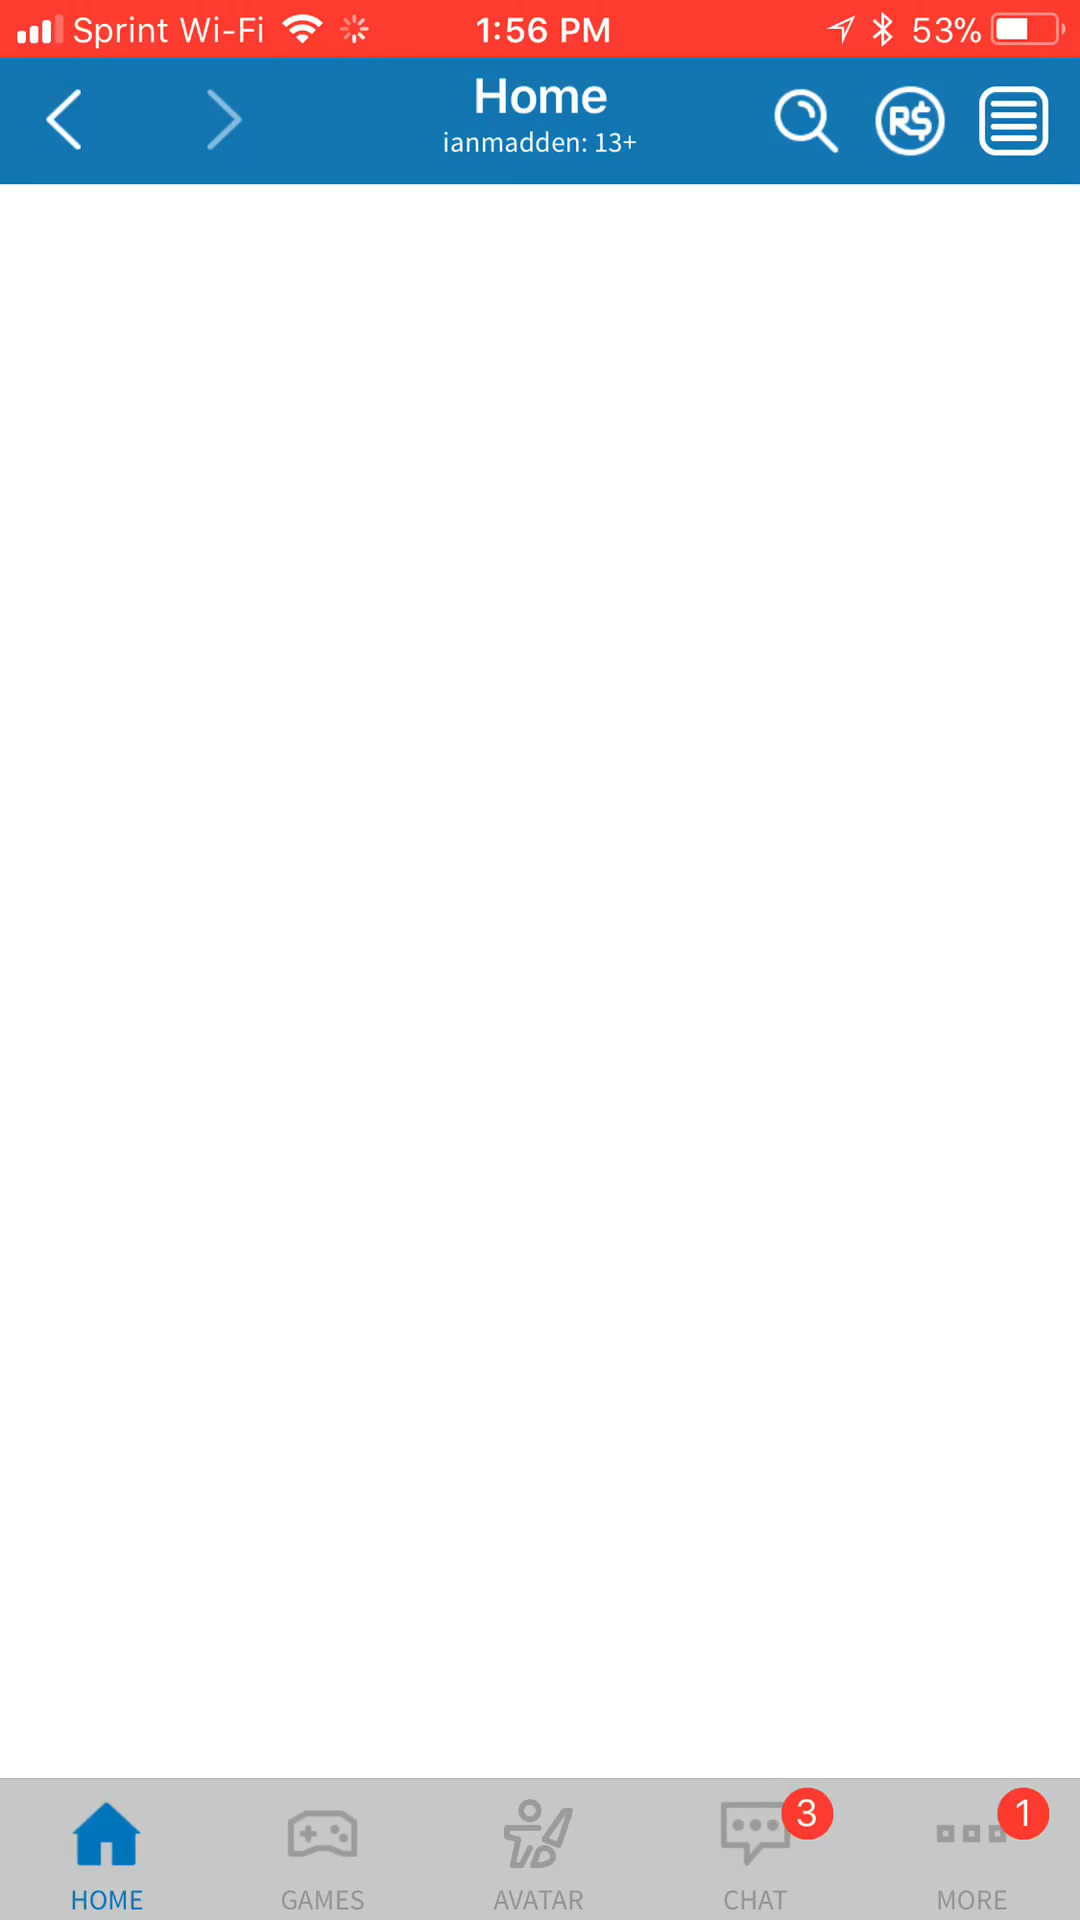 Sprint Wi-Fi 1:56 PM 53%
Home
ianmadden: 13+
R$
3
1
HOME GAMES AVATAR CHAT MORE